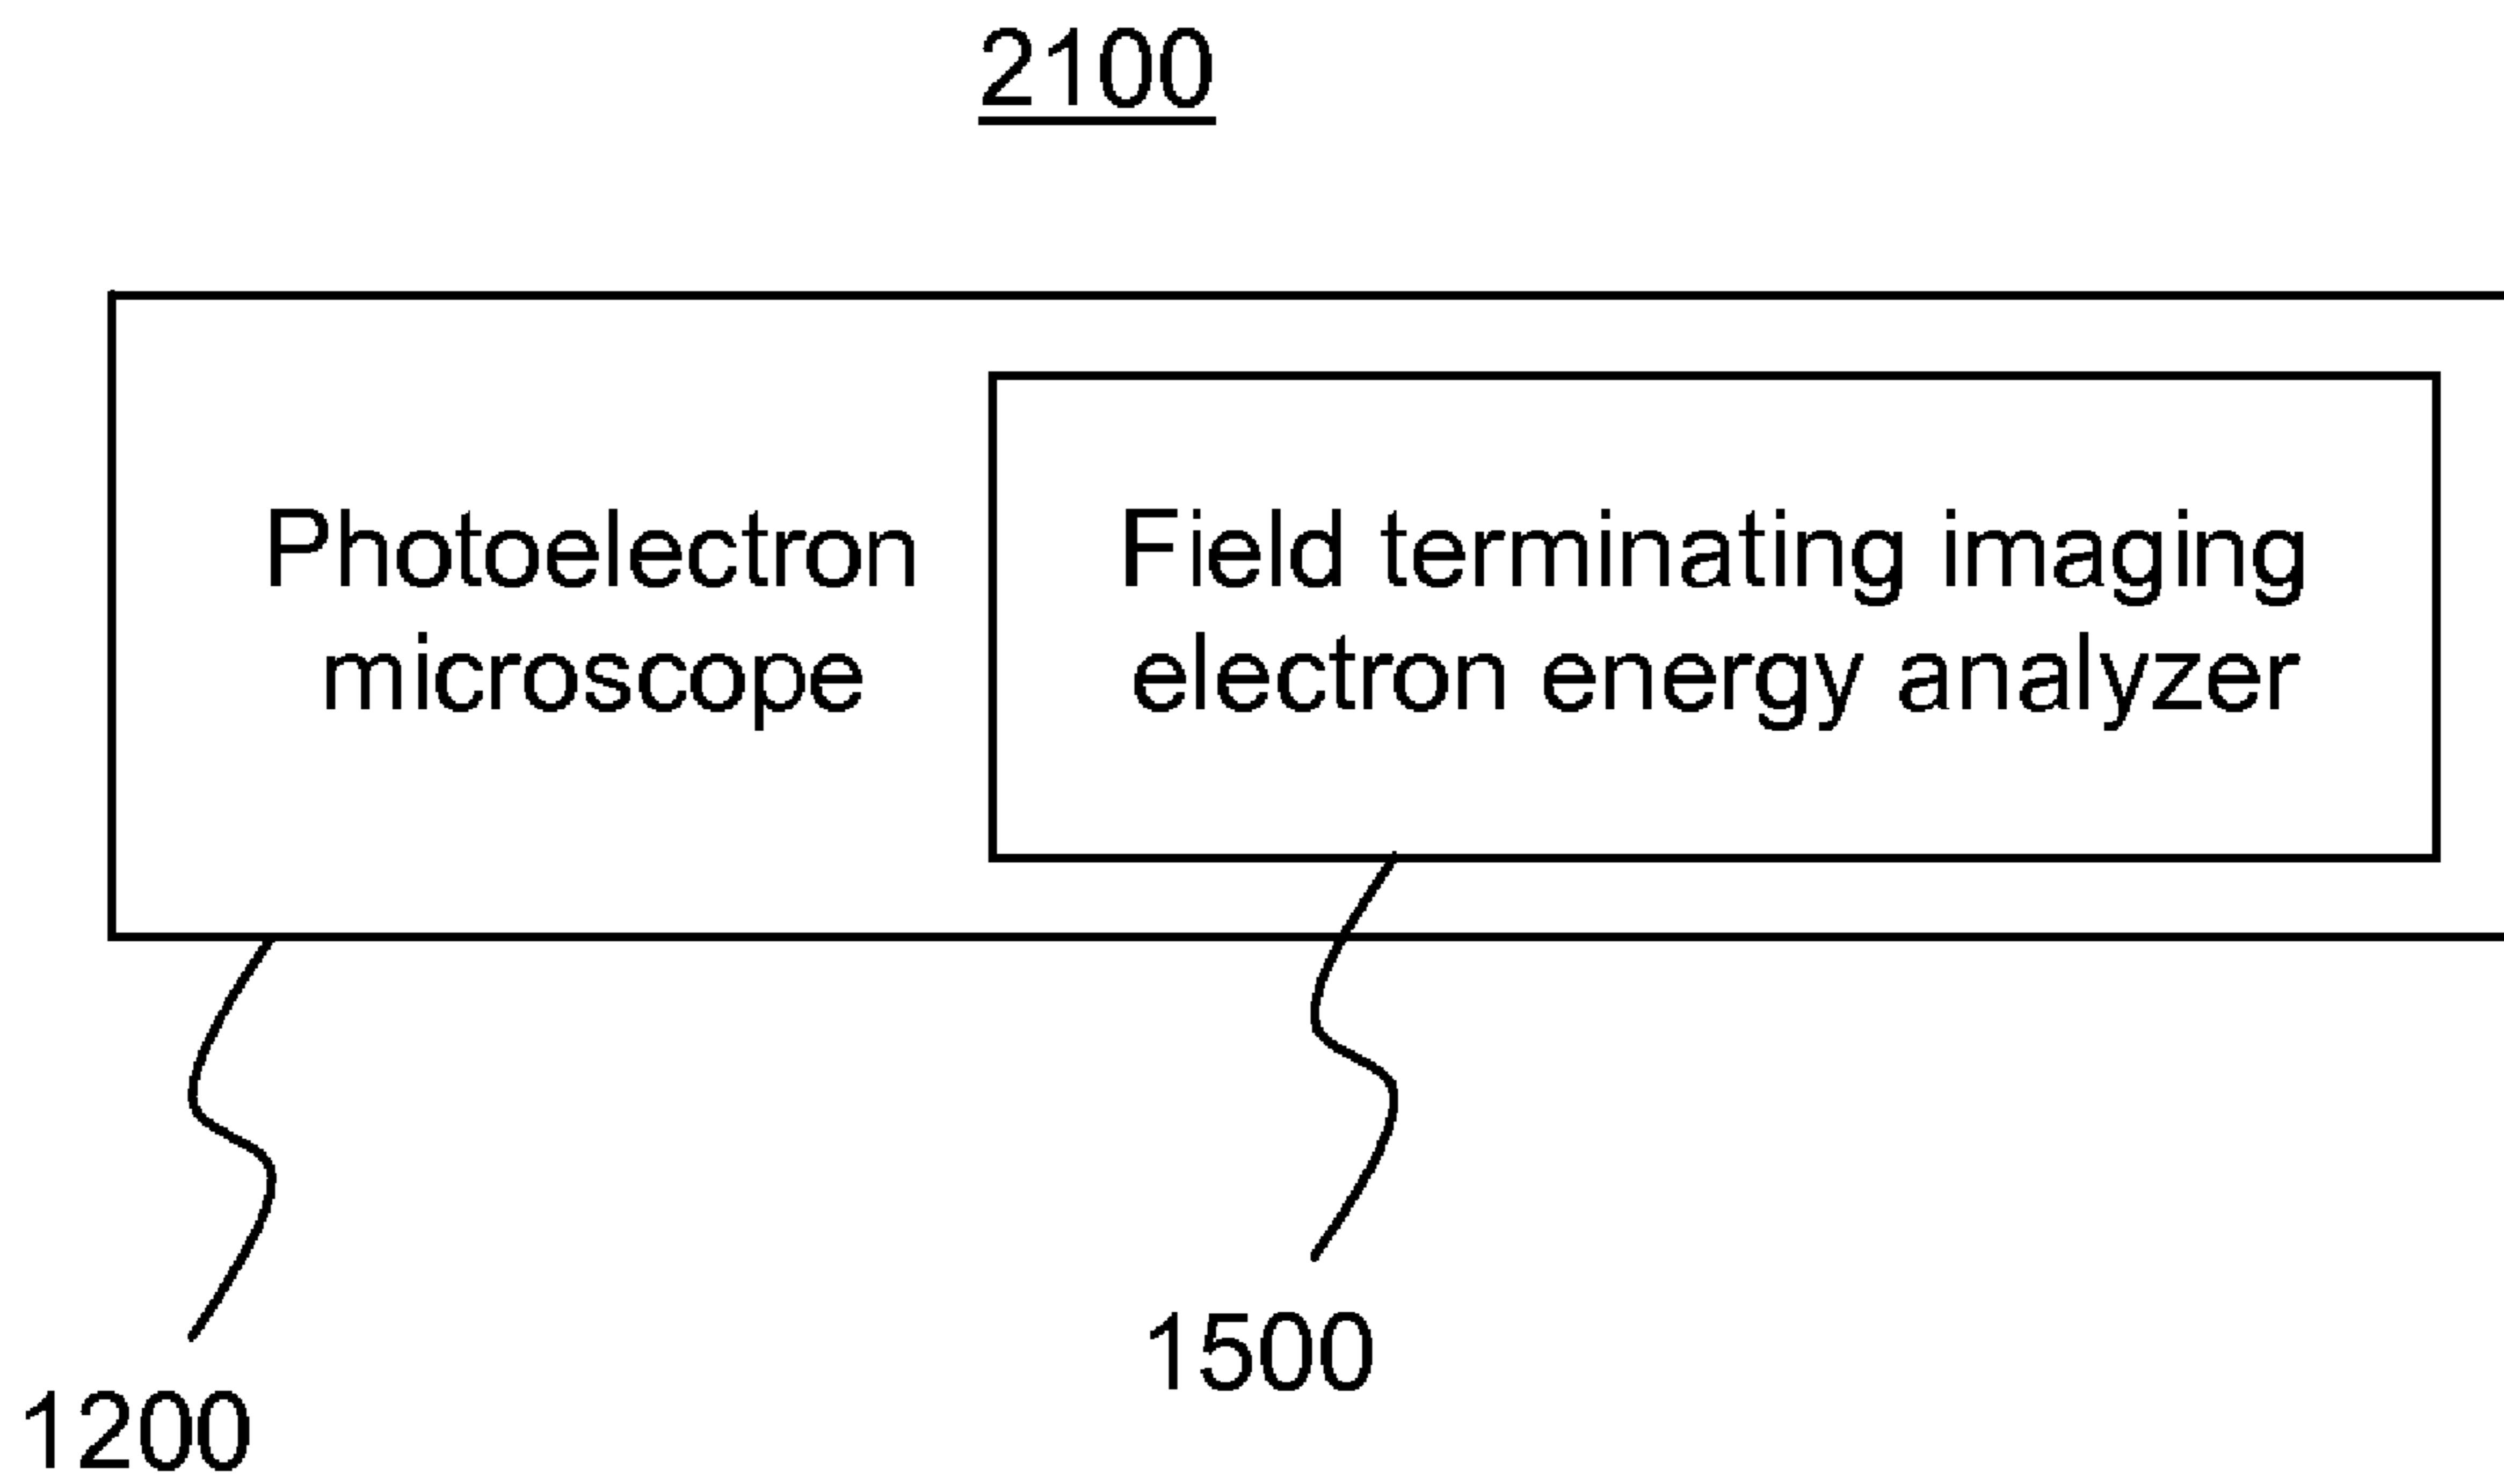 2100
Photoelectron
microscope
Field terminating imaging
electron energy analyzer
1500
1200